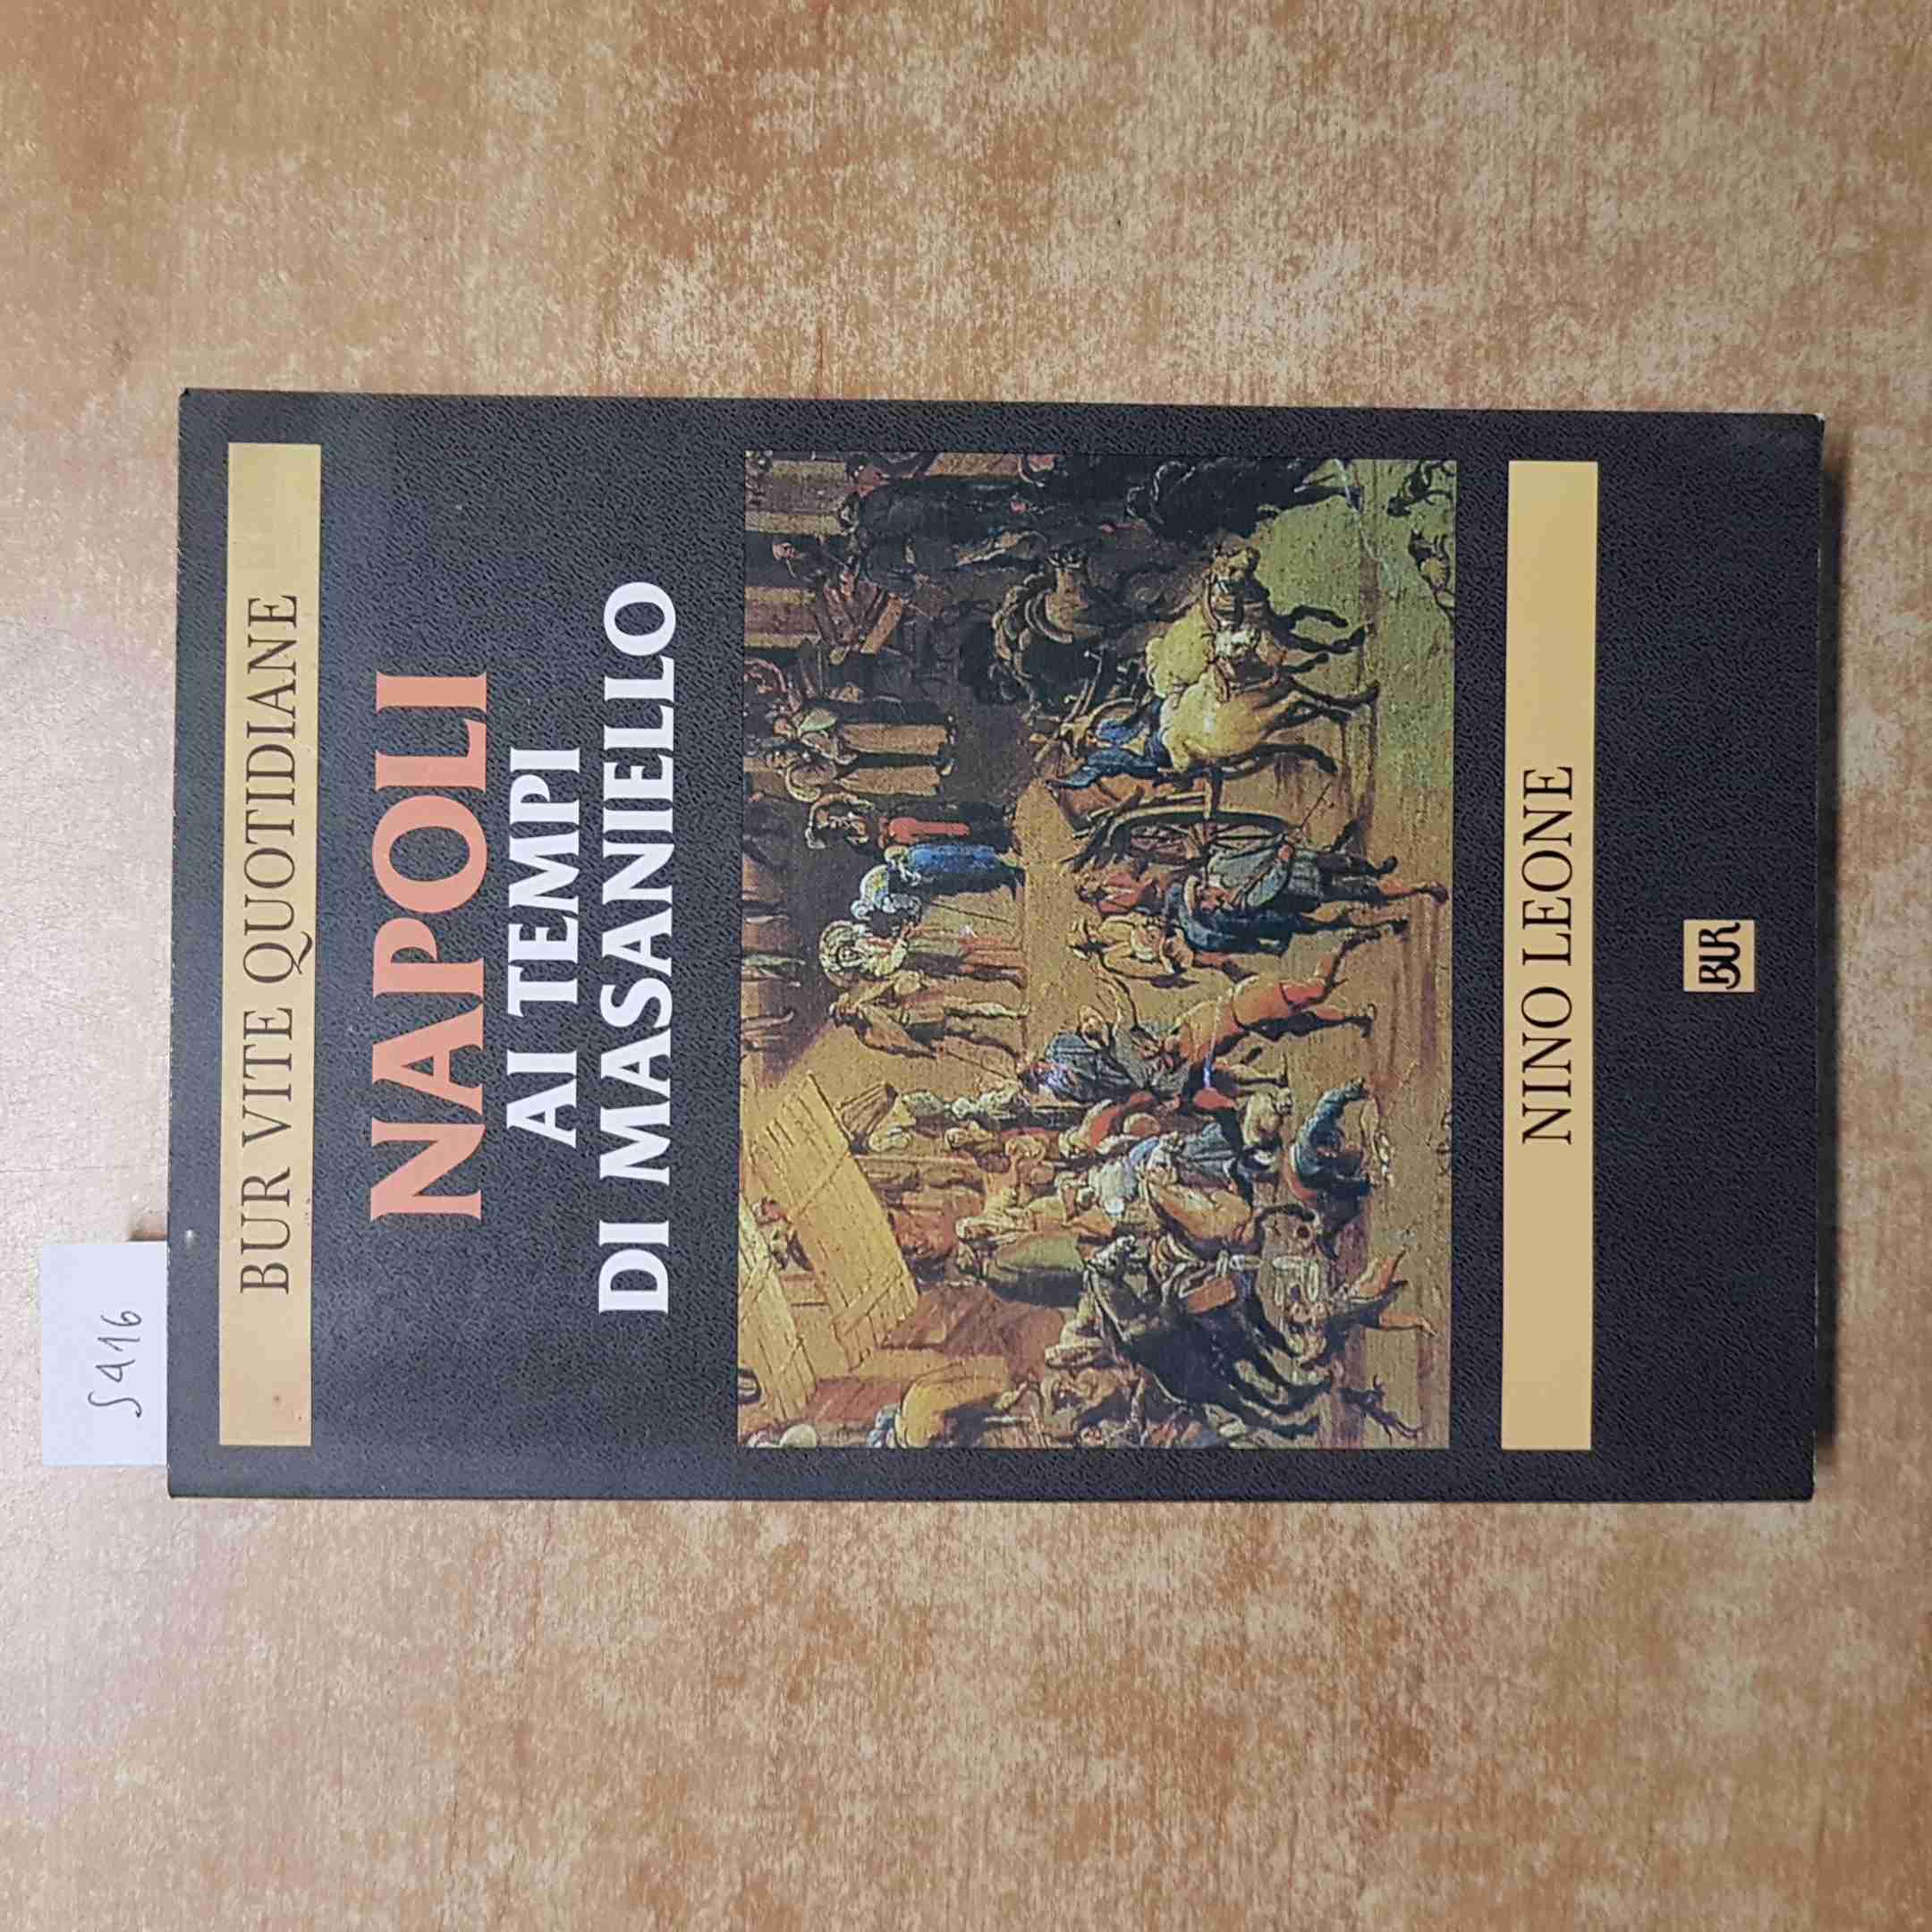 S416
BUR VITE QUOTIDIANE
NAPOLI
AI TEMPI
DI MASANIELLO
NINO LEONE
BUR